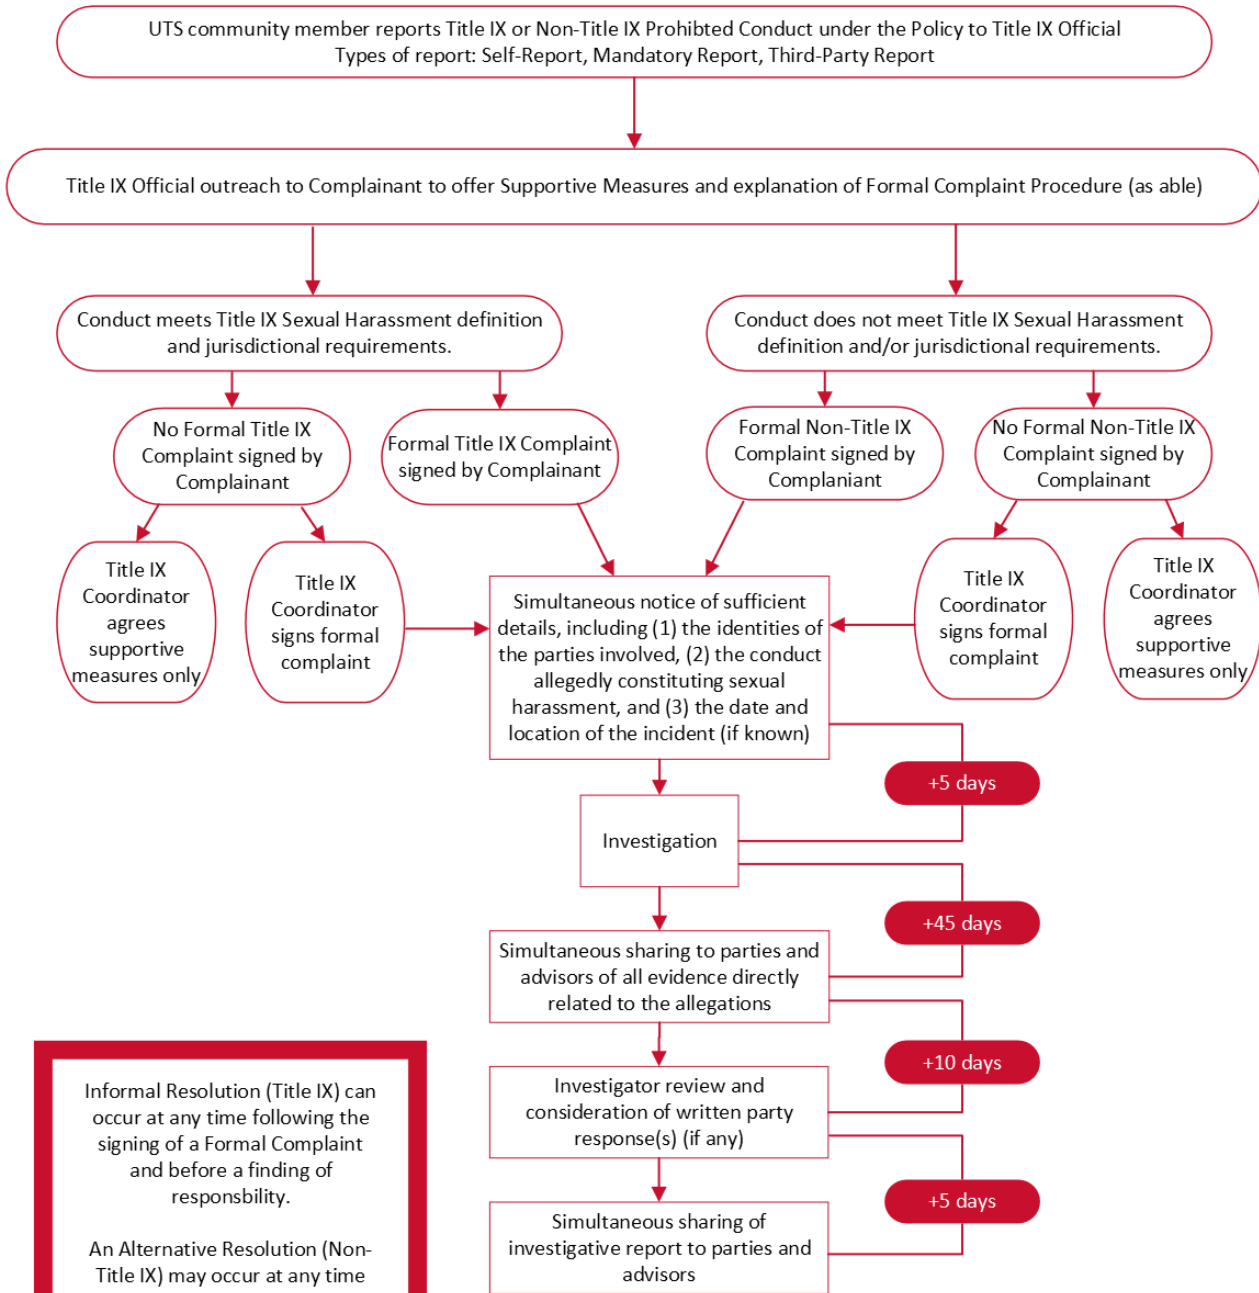 UTS community member reports Title IX or Non-Title IX Prohibted Conduct under the Policy to Title IX Official
Types of report: Self-Report, Mandatory Report, Third-Party Report
Title IX Official outreach to Complainant to offer Supportive Measures and explanation of Formal Complaint Procedure (as able)
Conduct meets Title IX Sexual Harassment definition
and jurisdictional requirements.
Conduct does not meet Title IX Sexual Harassment
definition and/or jurisdictional requirements.
No Formal Title IX
Complaint signed by
Complainant
Formal Title IX Complaint
signed by Complainant
Formal Non-Title IX
Complaint signed by
Complaniant
No Formal Non-Title IX
Complaint signed by
Complainant
Title IX
Coordinator
agrees
supportive
measures only
Title IX
Coordinator
signs formal
complaint
Simultaneous notice of sufficient
details, including (1) the identities of
the parties involved, (2) the conduct
allegedly constituting sexual
harassment, and (3) the date and
location of the incident (if known)
Title IX
Coordinator
signs formal
complaint
Title IX
Coordinator
agrees
supportive
measures only
+5 days
Investigation
+45 days
Simultaneous sharing to parties and
advisors of all evidence directly
related to the allegations
+10 days
Investigator review and
consideration of written party
response(s) (if any)
+5 days
Simultaneous sharing of
investigative report to parties and
advisors
Informal Resolution (Title IX) can
occur at any time following the
signing of a Formal Complaint
and before a finding of
responsbility.
An Alternative Resolution (Non-
Title IX) may occur at any time